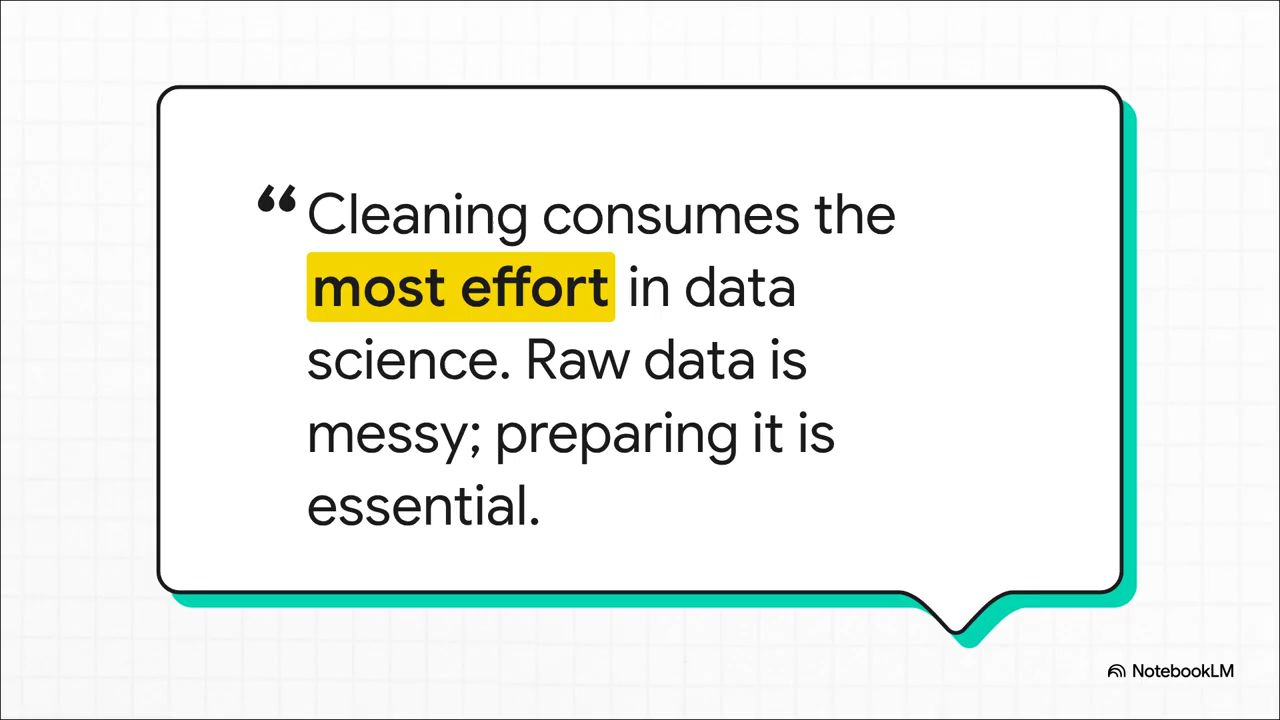 “Cleaning consumes the
most effort in data
science. Raw data is
messy; preparing it is
essential.
NotebookLM